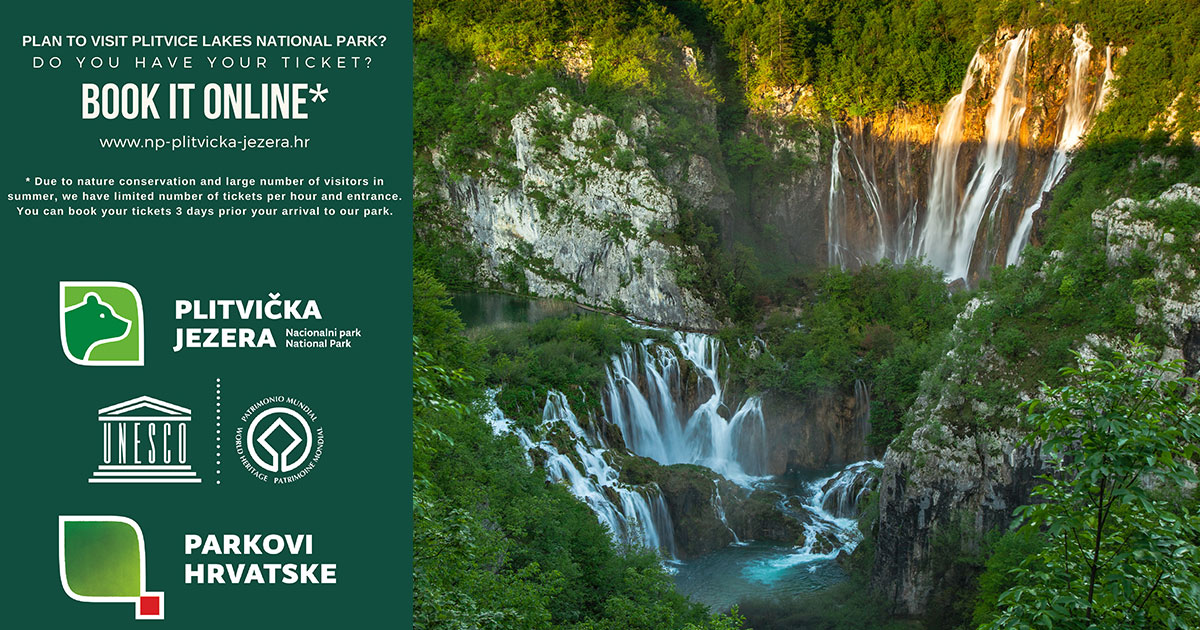 PLAN TO VISIT PLITVICE LAKES NATIONAL PARK?
DO YOU HAVE YOUR TICKET?
BOOK IT ONLINE*
www.np-plitvicka-jezera.hr
* Due to nature conservation and large number of visitors in
summer, we have limited number of tickets per hour and entrance.
You can book your tickets 3 days prior your arrival to our park.
PLITVIČKA
JEZERA
Nacionalni park
National Park
UNESCO
PATRIMONIO MUNDIAL
WORLD HERITAGE
PATRIMOINE MONDIAL
PARKOVI
HRVATSKE